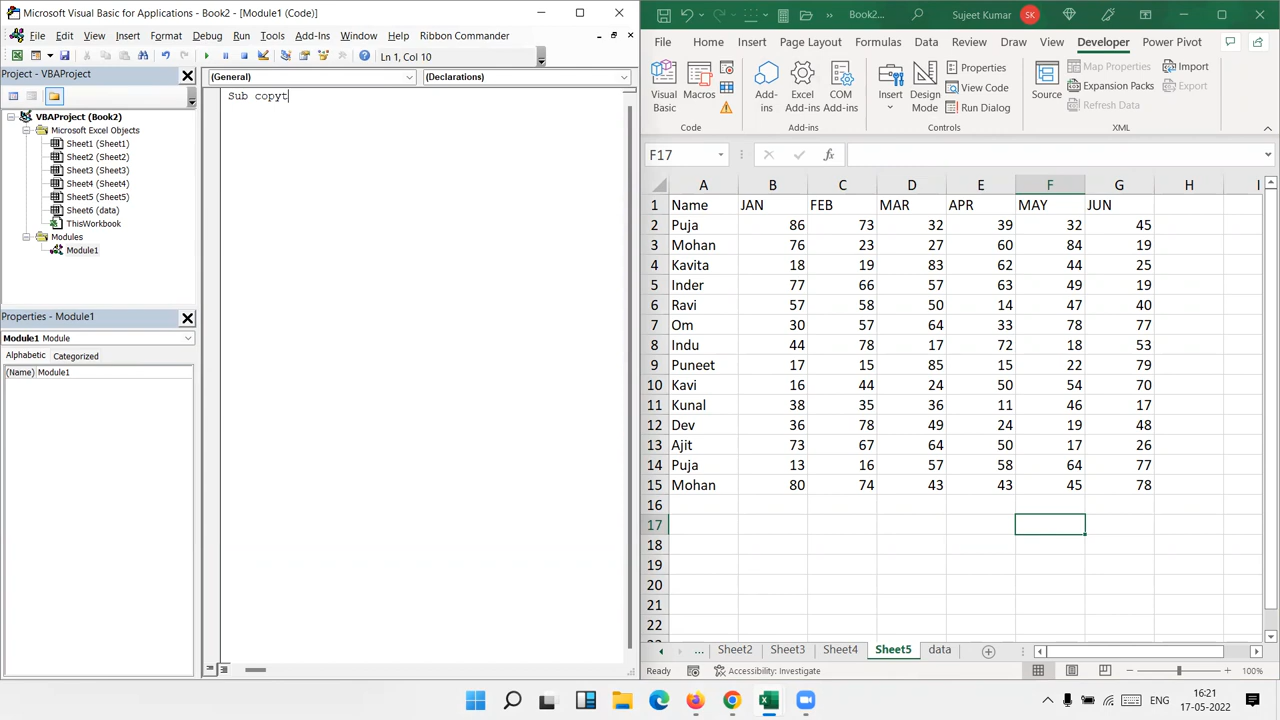 Microsoft Visual Basic for Applications - Book2 - [Module1 (Code)]
File Edit View Insert Format Debug Run Tools Add-Ins Window Help Ribbon Commander
Ln 1, Col 10
Project - VBAProject
VBAProject (Book2)
Microsoft Excel Objects
Sheet1 (Sheet1)
Sheet2 (Sheet2)
Sheet3 (Sheet3)
Sheet4 (Sheet4)
Sheet5 (Sheet5)
Sheet6 (data)
ThisWorkbook
Modules
Module1
Properties - Module1
Module1 Module
Alphabetic Categorized
(Name) Module1
(General) (Declarations)
Sub copyt
Book2... Sujeet Kumar SK
File Home Insert Page Layout Formulas Data Review Draw View Developer Power Pivot
Visual Basic Macros Add-ins Excel Add-ins COM Add-ins Insert Design Mode Properties View Code Run Dialog Source Map Properties Expansion Packs Refresh Data Import Export
Code Add-ins Controls XML
F17
A B C D E F G H I
1 Name JAN FEB MAR APR MAY JUN
2 Puja 86 73 32 39 32 45
3 Mohan 76 23 27 60 84 19
4 Kavita 18 19 83 62 44 25
5 Inder 77 66 57 63 49 19
6 Ravi 57 58 50 14 47 40
7 Om 30 57 64 33 78 77
8 Indu 44 78 17 72 18 53
9 Puneet 17 15 85 15 22 79
10 Kavi 16 44 24 50 54 70
11 Kunal 38 35 36 11 46 17
12 Dev 36 78 49 24 19 48
13 Ajit 73 67 64 50 17 26
14 Puja 13 16 57 58 64 77
15 Mohan 80 74 43 43 45 78
16
17
18
19
20
21
22
... Sheet2 Sheet3 Sheet4 Sheet5 data
Ready Accessibility: Investigate 100%
ENG 16:21
17-05-2022